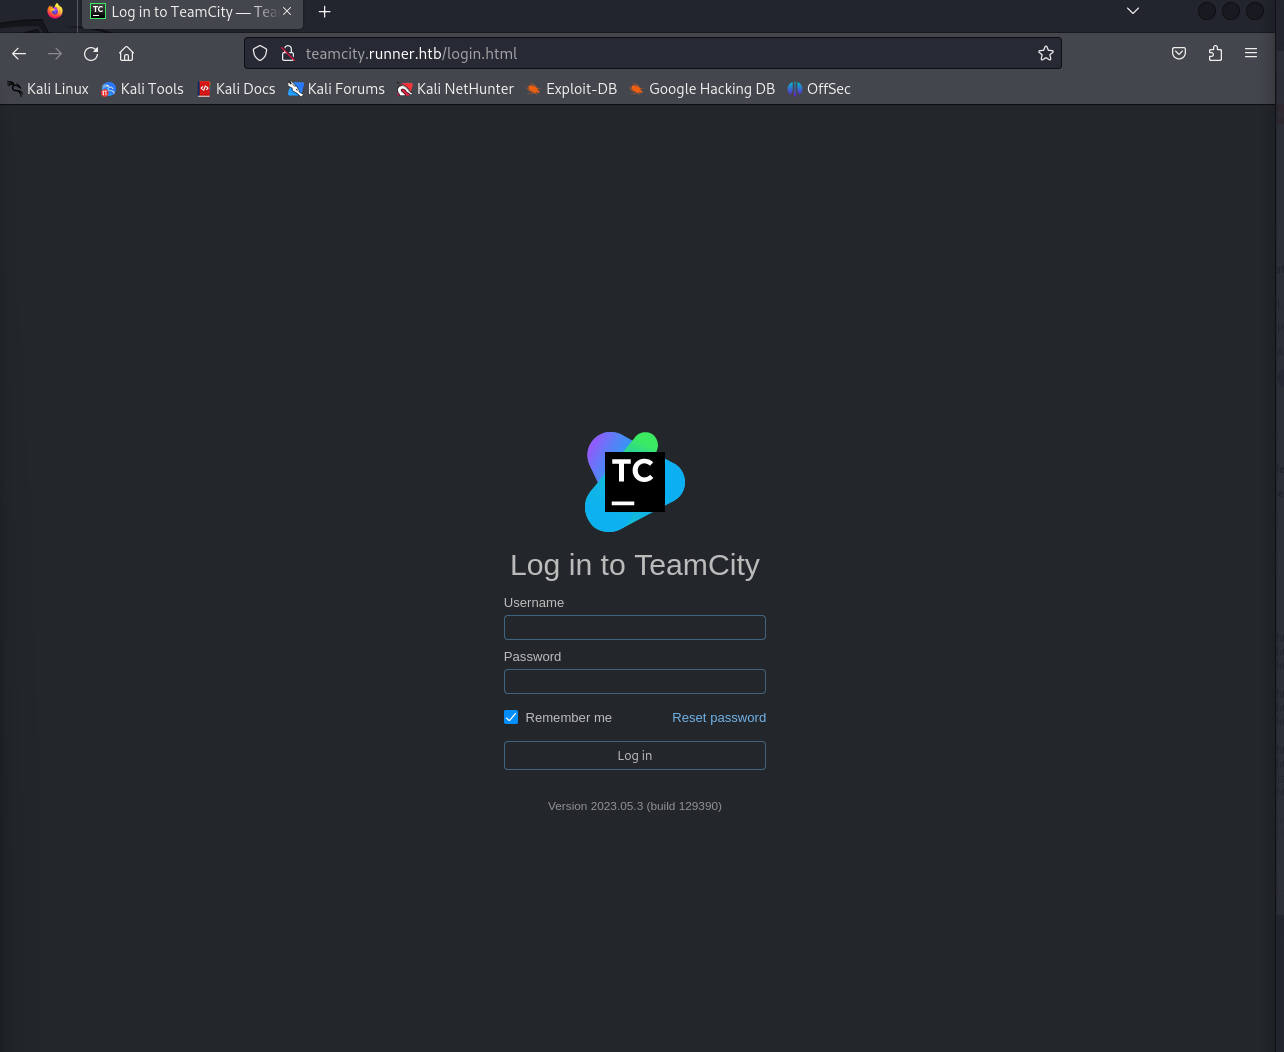 TC Log in to TeamCity — Tea
teamcity.runner.htb/login.html
Kali Linux Kali Tools Kali Docs Kali Forums Kali NetHunter Exploit-DB Google Hacking DB OffSec
TC
Log in to TeamCity
Username
Password
Remember me Reset password
Log in
Version 2023.05.3 (build 129390)